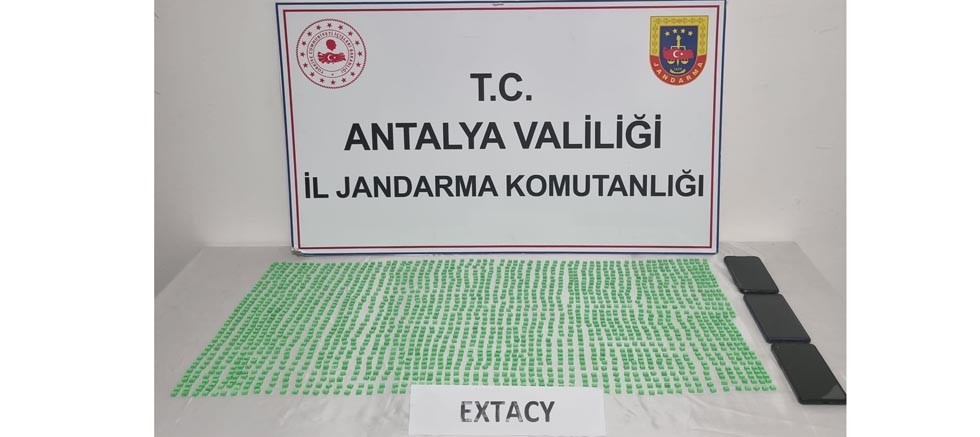 T.C.
ANTALYA VALİLİĞİ
İL JANDARMA KOMUTANLIĞI
JANDARMA
EXTACY